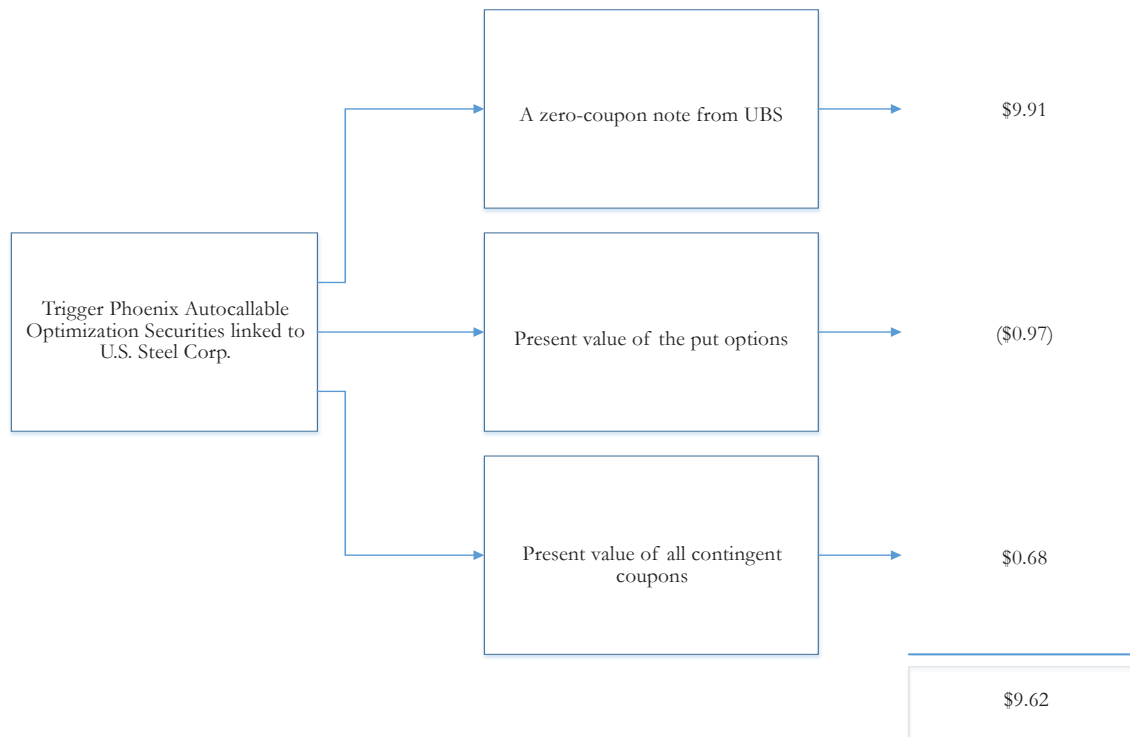 A zero-coupon note from UBS
$9.91
Trigger Phoenix Autocallable
Optimization Securities linked to
U.S. Steel Corp.
Present value of the put options
($0.97)
Present value of all contingent
coupons
$0.68
$9.62